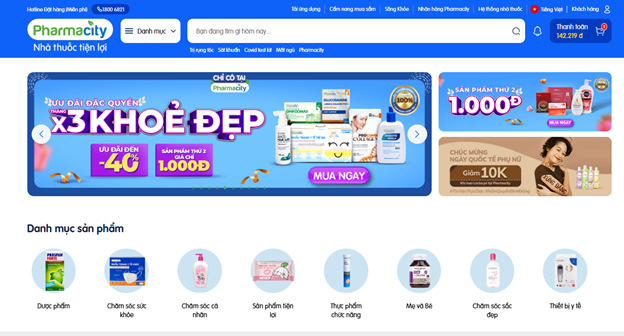 Hotline Đặt hàng (Miễn phí) 1800 6821
Tải ứng dụng
Cẩm nang mua sắm
Sống Khỏe
Nhãn hàng Pharmacity
Hệ thống nhà thuốc
Tiếng Việt
Khách hàng
Pharmacity
Nhà thuốc tiện lợi
Danh mục
Bạn đang tìm gì hôm nay...
Thanh toán
142.219 đ
Trị rụng tóc
Sát khuẩn
Covid test kit
Mất ngủ
Pharmacity
CHỈ CÓ TẠI
Pharmacity
ƯU ĐÃI ĐẶC QUYỀN
THÁNG
x3 KHOẺ ĐẸP
ƯU ĐÃI ĐẾN
-40%
SẢN PHẨM THỨ 2
GIÁ CHỈ
1.000Đ
MUA NGAY
100%
GLUCOSAMINE
COLLAGEN
SẢN PHẨM THỨ 2
1.000Đ
MUA NGAY
CHÚC MỪNG
NGÀY QUỐC TẾ PHỤ NỮ
Giảm 10K
Danh mục sản phẩm
Dược phẩm
Chăm sóc sức
khỏe
Chăm sóc cá
nhân
Sản phẩm tiện
lợi
Thực phẩm
chức năng
Mẹ và Bé
Chăm sóc sắc
đẹp
Thiết bị y tế